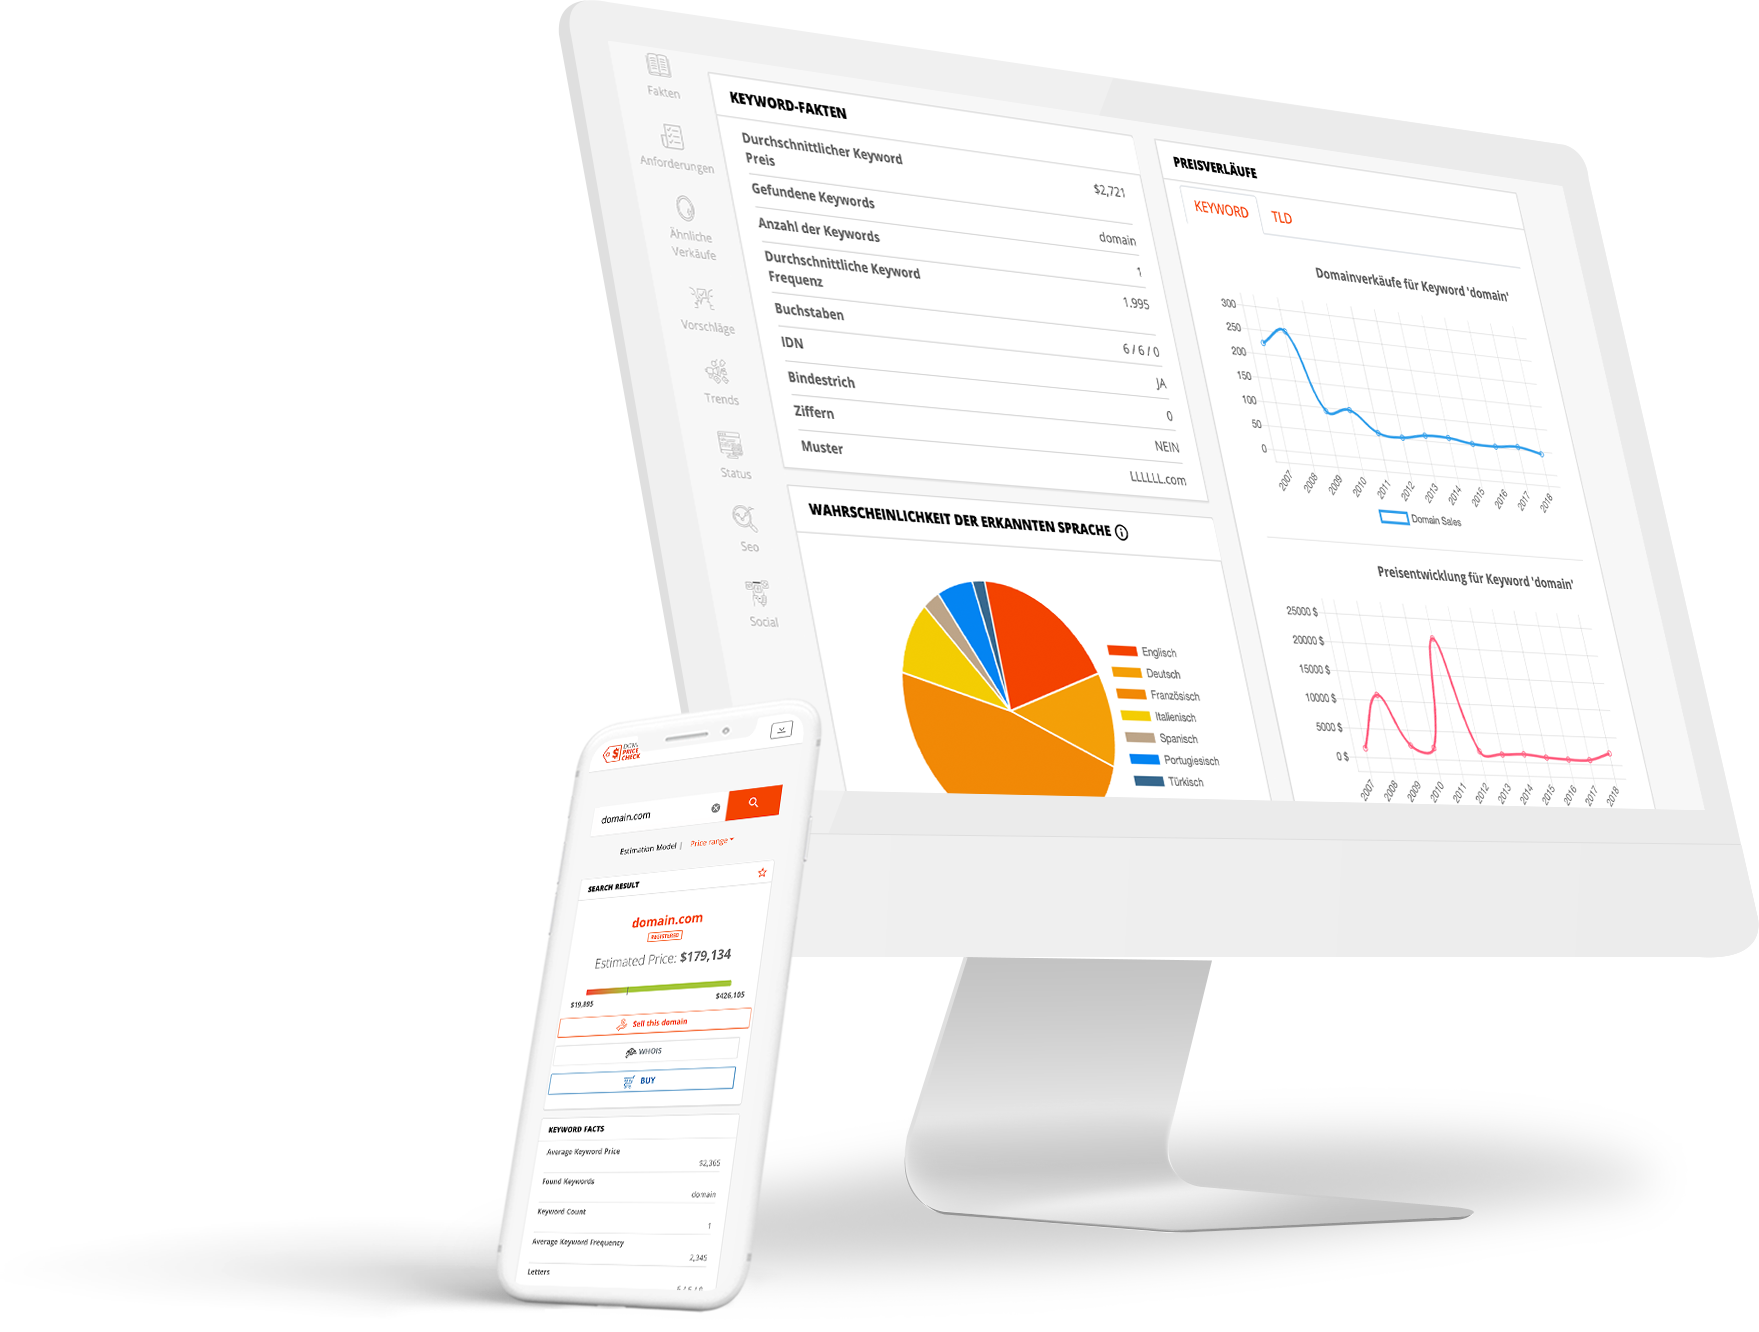 Fakten
Anforderungen
Ähnliche
Verkäufe
Vorschläge
Trends
Status
Seo
Social
KEYWORD-FAKTEN
Durchschnittlicher Keyword
Preis
$2,721
Gefundene Keywords
domain
Anzahl der Keywords
1
Durchschnittliche Keyword
Frequenz
1.995
Buchstaben
6 / 6 / 0
IDN
JA
Bindestrich
0
Ziffern
NEIN
Muster
LLLLLL.com
WAHRSCHEINLICHKEIT DER ERKANNTEN SPRACHE
Englisch
Deutsch
Französisch
Italienisch
Spanisch
Portugiesisch
Türkisch
PREISVERLÄUFE
KEYWORD TLD
Domainverkäufe für Keyword 'domain'
300
250
200
150
100
50
0
2007 2008 2009 2010 2011 2012 2013 2014 2015 2016 2017 2018
Domain Sales
Preisentwicklung für Keyword 'domain'
25000 $
20000 $
15000 $
10000 $
5000 $
0 $
2007 2008 2009 2010 2011 2012 2013 2014 2015 2016 2017 2018
PRICE
CHECK
domain.com
Estimation Model | Price range
SEARCH RESULT
domain.com
REGISTERED
Estimated Price: $179,134
$19,895 $426,105
Sell this domain
WHOIS
BUY
KEYWORD FACTS
Average Keyword Price
$2,365
Found Keywords
domain
Keyword Count
1
Average Keyword Frequency
2,345
Letters